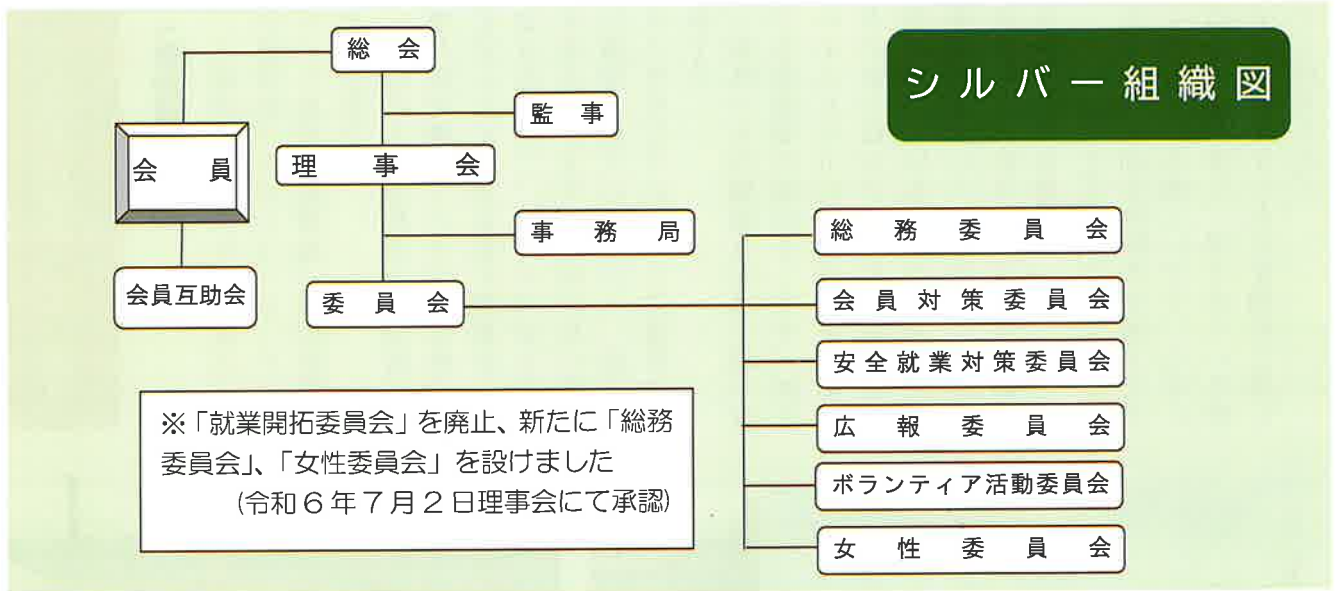 シルバー組織図
総会
監事
会員
理事会
事務局
会員互助会
委員会
総務委員会
会員対策委員会
安全就業対策委員会
広報委員会
ボランティア活動委員会
女性委員会
※「就業開拓委員会」を廃止、新たに「総務
委員会」、「女性委員会」を設けました
(令和6年7月2日理事会にて承認)